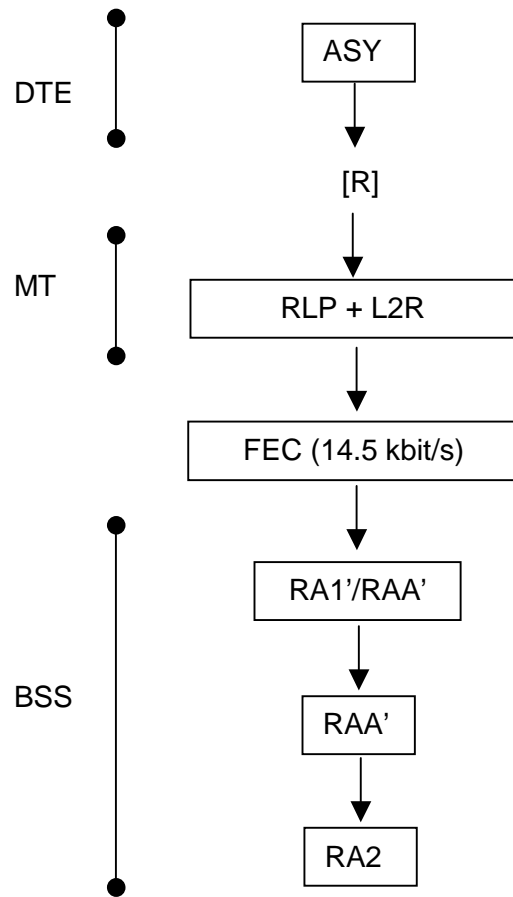 ASY
DTE
[R]
MT
RLP + L2R
FEC (14.5 kbit/s)
RA1’/RAA’
BSS
RAA’
RA2